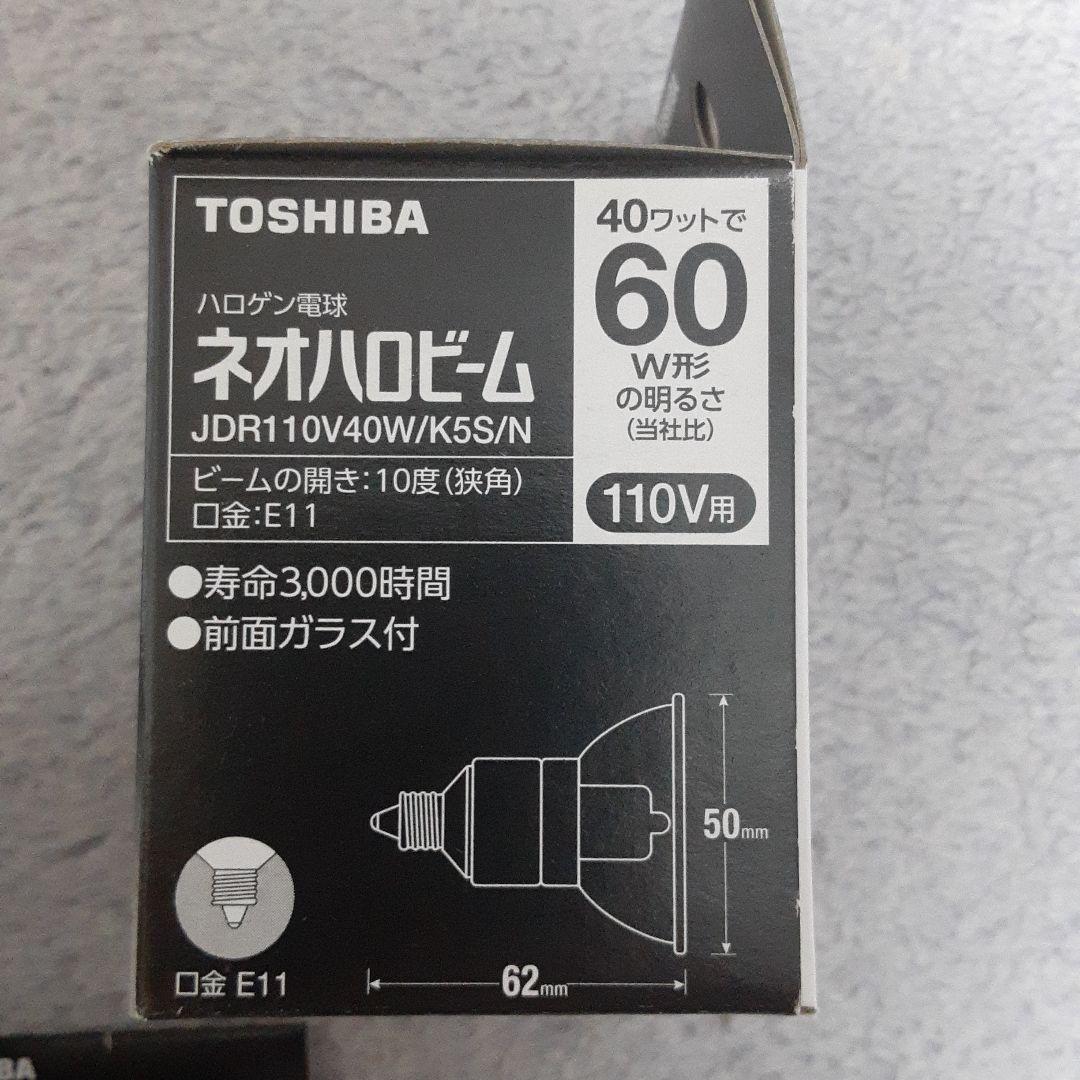 TOSHIBA
ハロゲン電球
ネオハロビーム
JDR110V40W/K5S/N
ビームの開き:10度(狭角)
口金:E11
40ワットで
60
W形
の明るさ
(当社比)
110V用
●寿命3,000時間
●前面ガラス付
50mm
62mm
口金 E11
BA